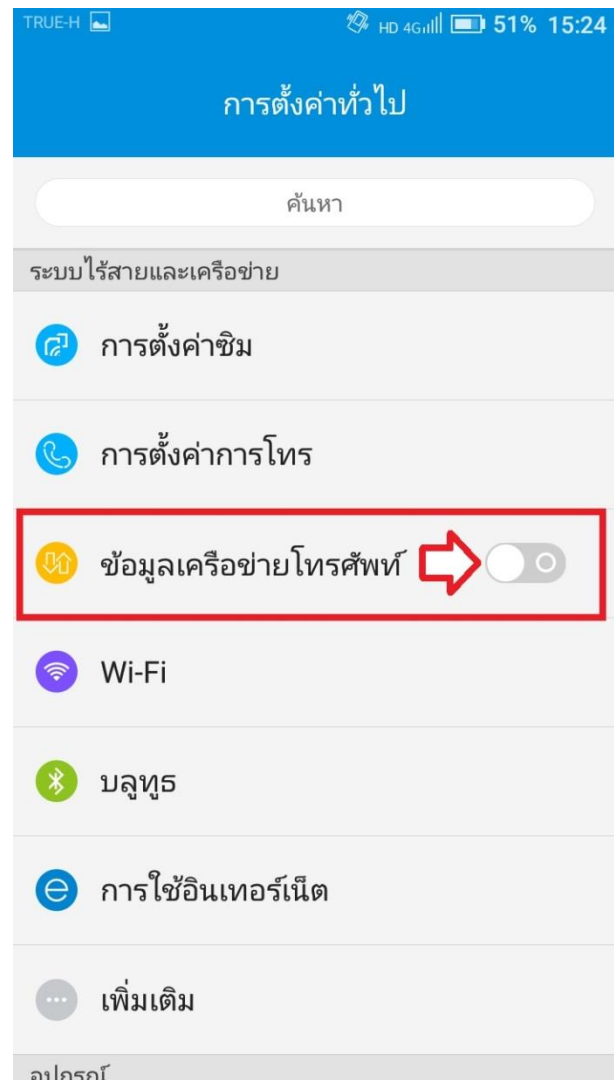 TRUE-H HD 4G 51% 15:24
การตั้งค่าทั่วไป
ค้นหา
ระบบไร้สายและเครือข่าย
การตั้งค่าซิม
การตั้งค่าการโทร
ข้อมูลเครือข่ายโทรศัพท์
Wi-Fi
บลูทูธ
การใช้อินเทอร์เน็ต
เพิ่มเติม
อุปกรณ์